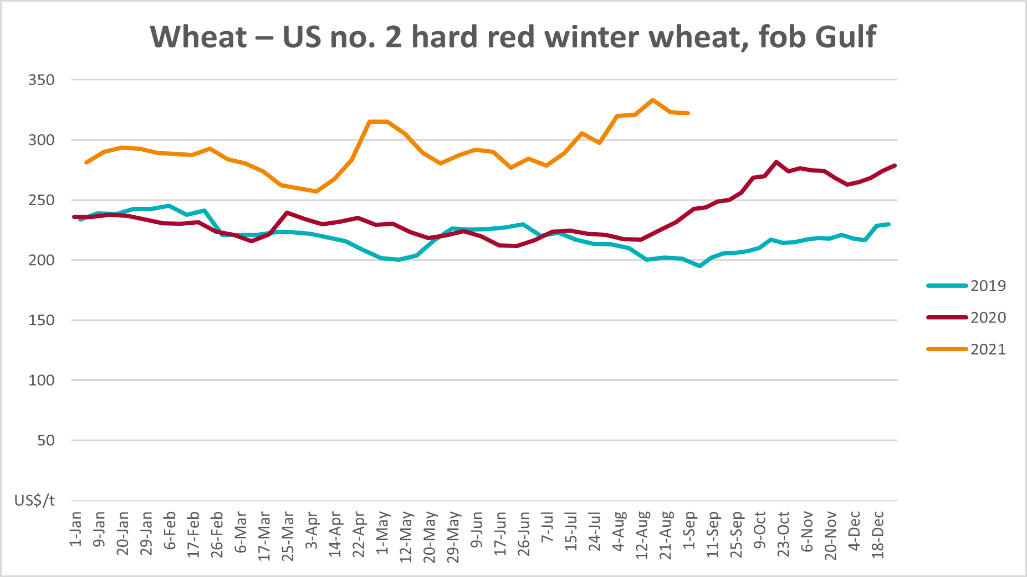 Wheat – US no. 2 hard red winter wheat, fob Gulf
350
300
250
200
150
100
50
US$/t
2019
2020
2021
1-Jan
9-Jan
20-Jan
29-Jan
6-Feb
17-Feb
26-Feb
6-Mar
17-Mar
25-Mar
3-Apr
14-Apr
22-Apr
1-May
12-May
20-May
29-May
9-Jun
17-Jun
26-Jun
7-Jul
15-Jul
24-Jul
4-Aug
12-Aug
21-Aug
1-Sep
11-Sep
25-Sep
9-Oct
23-Oct
6-Nov
20-Nov
4-Dec
18-Dec